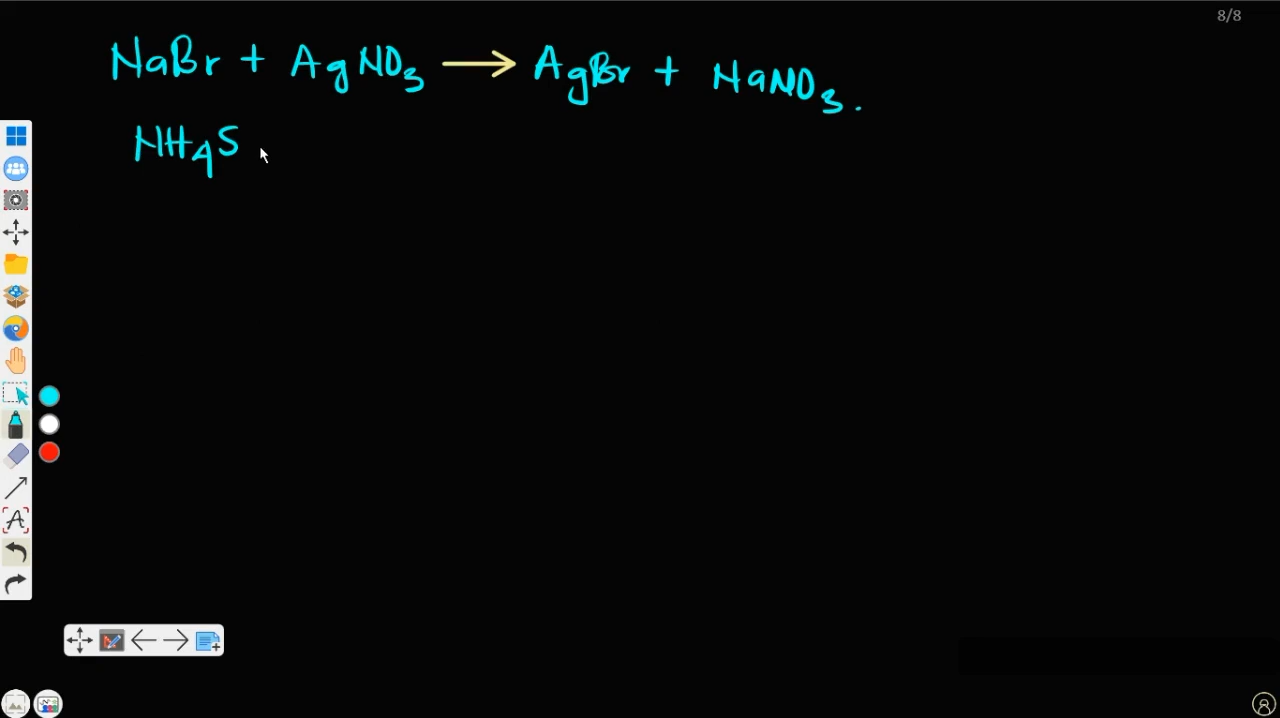 8/8
NaBr + AgNO₃ → AgBr + NaNO₃.
NH₄S